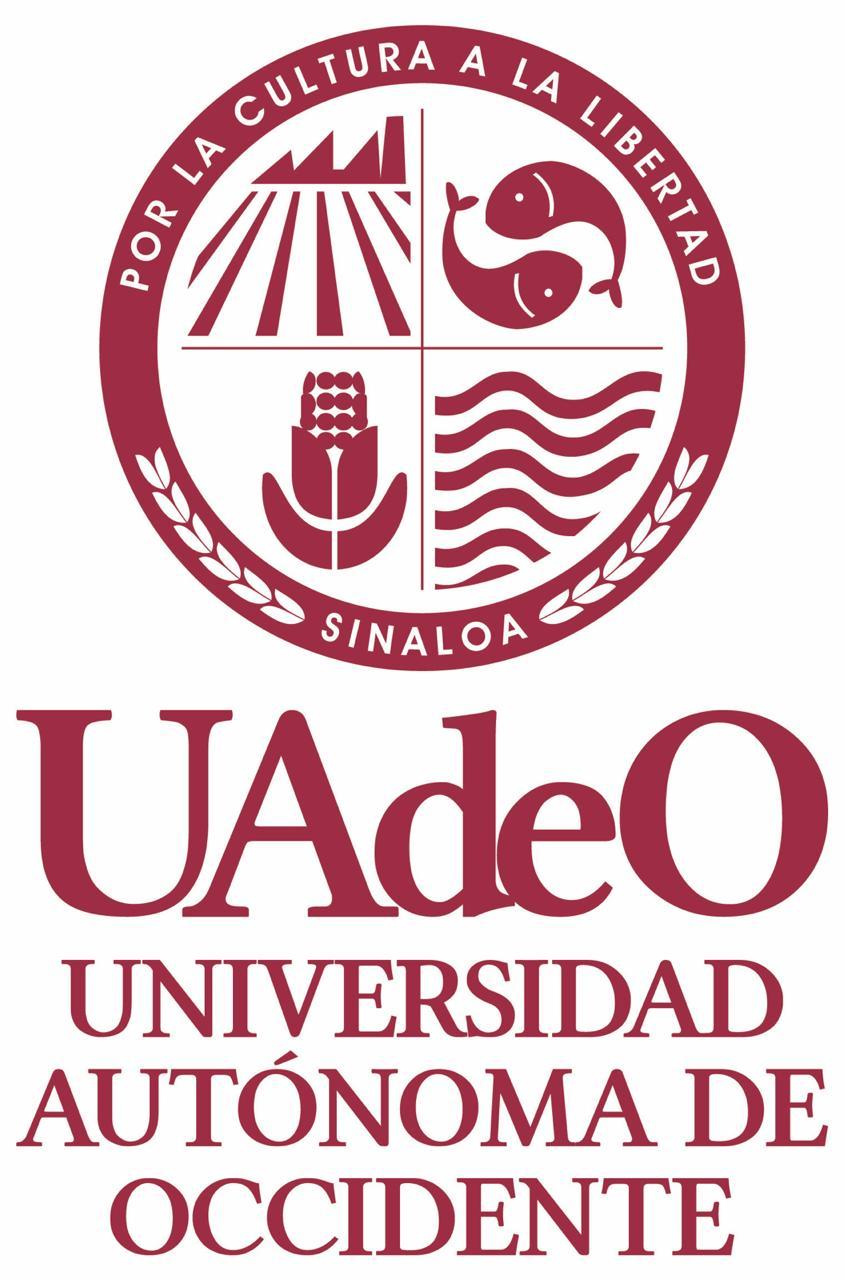 POR LA CULTURA A LA LIBERTAD
SINALOA
UAdeO
UNIVERSIDAD
AUTÓNOMA DE
OCCIDENTE